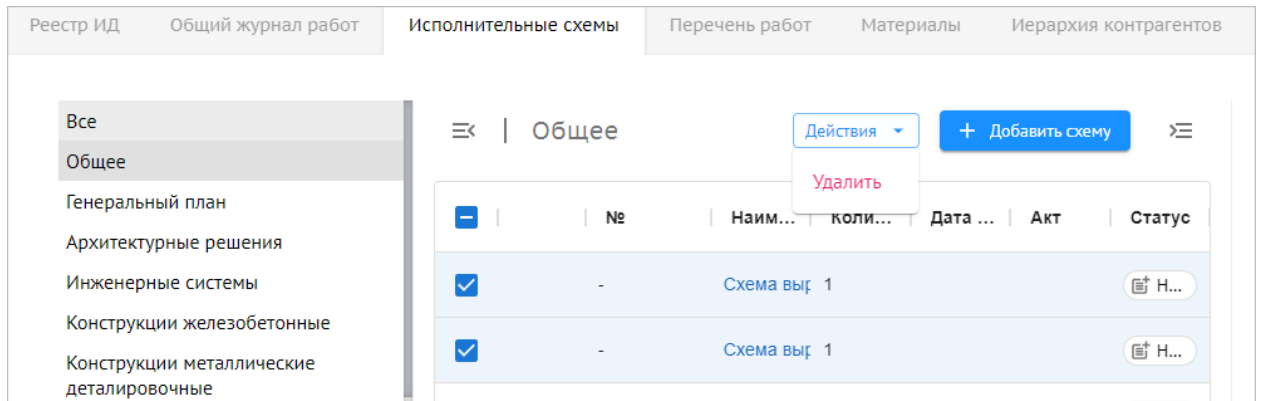 Реестр ИД Общий журнал работ Исполнительные схемы Перечень работ Материалы Иерархия контрагентов
Все
Общее
Генеральный план
Архитектурные решения
Инженерные системы
Конструкции железобетонные
Конструкции металлические
деталировочные
Общее Действия + Добавить схему
Удалить
№ Наим... Коли... Дата ... Акт Статус
- Схема выр 1 Н...
- Схема выр 1 Н...